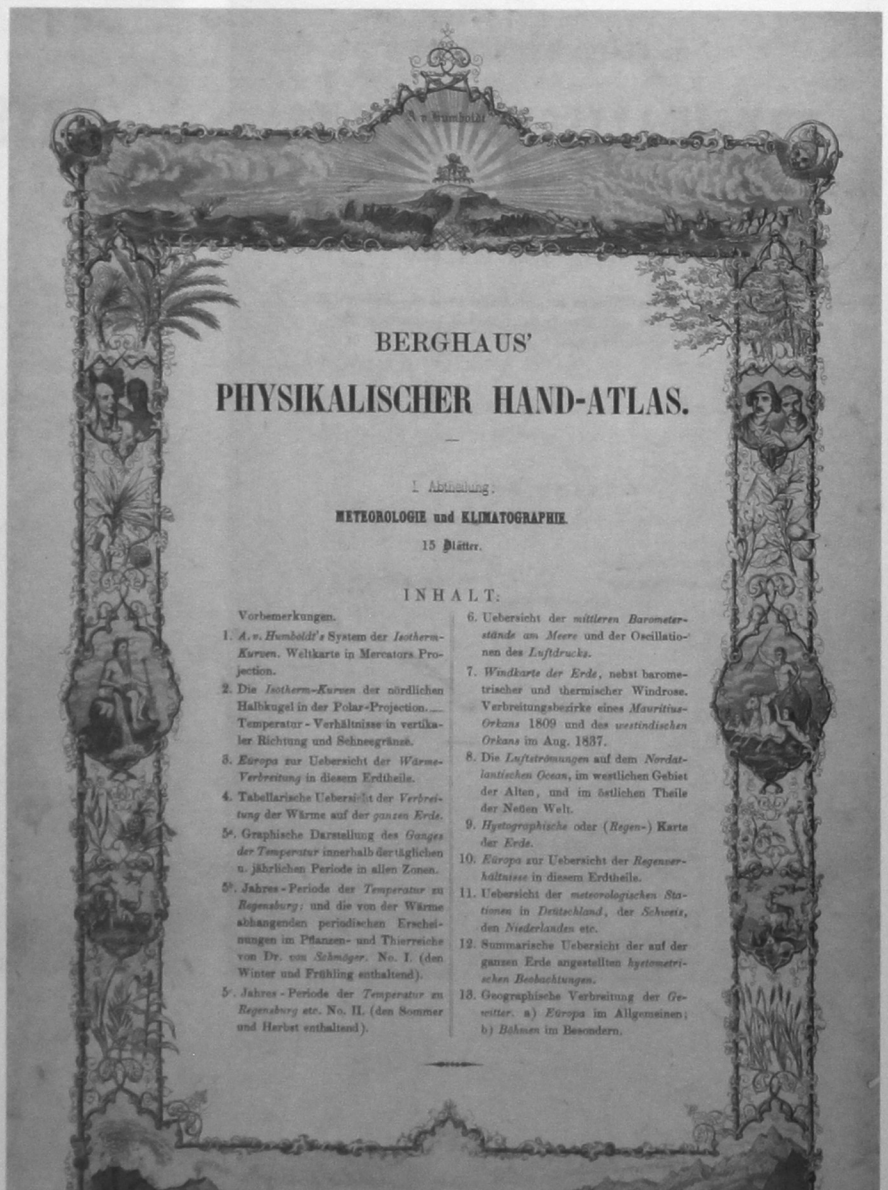 A v Humboldt
BERGHAUS'
PHYSIKALISCHER HAND-ATLAS.
I Abtheilung:
METEOROLOGIE und KLIMATOGRAPHIE.
15 Blätter.
INHALT:
Vorbemerkungen.
1. A. v. Humboldt's System der Isotherm-
Kurven. Weltkarte in Mercators Pro-
jection.
2. Die Isotherm-Kurven der nördlichen
Halbkugel in der Polar-Projection.
Temperatur-Verhältnisse in vertika-
ler Richtung und Schneegränze.
3. Europa zur Uebersicht der Wärme-
Verbreitung in diesem Erdtheile.
4. Tabellarische Uebersicht der Verbrei-
tung der Wärme auf der ganzen Erde.
5a. Graphische Darstellung des Ganges
der Temperatur innerhalb der täglichen
u. jährlichen Periode in allen Zonen.
5b. Jahres-Periode der Temperatur zu
Regensburg; und die von der Wärme
abhangenden periodischen Erschei-
nungen im Pflanzen- und Thierreiche
von Dr. von Schmöger. No. I. (den
Winter und Frühling enthaltend).
5c. Jahres-Periode der Temperatur zu
Regensburg etc. No. II. (den Sommer
und Herbst enthaltend).
6. Uebersicht der mittleren Barometer-
stände am Meere und der Oscillatio-
nen des Luftdrucks.
7. Windkarte der Erde, nebst barome-
trischer und thermischer Windrose.
Verbreitungsbezirke eines Mauritius-
Orkans 1809 und des westindischen
Orkans im Aug. 1837.
8. Die Luftströmungen auf dem Nordat-
lantischen Ocean, im westlichen Gebiet
der Alten, und im östlichen Theile
der Neüen Welt.
9. Hyetographische oder (Regen-) Karte
der Erde.
10. Eüropa zur Uebersicht der Regenver-
hältnisse in diesem Erdtheile.
11. Uebersicht der meteorologischen Sta-
tionen in Deütschland, der Schweis,
den Niederlanden etc.
12. Summarische Uebersicht der auf der
ganzen Erde angestellten hyetometri-
schen Beobachtungen.
13. Geographische Verbreitung der Ge-
witter. a) Eüropa im Allgemeinen;
b) Böhmen im Besondern.